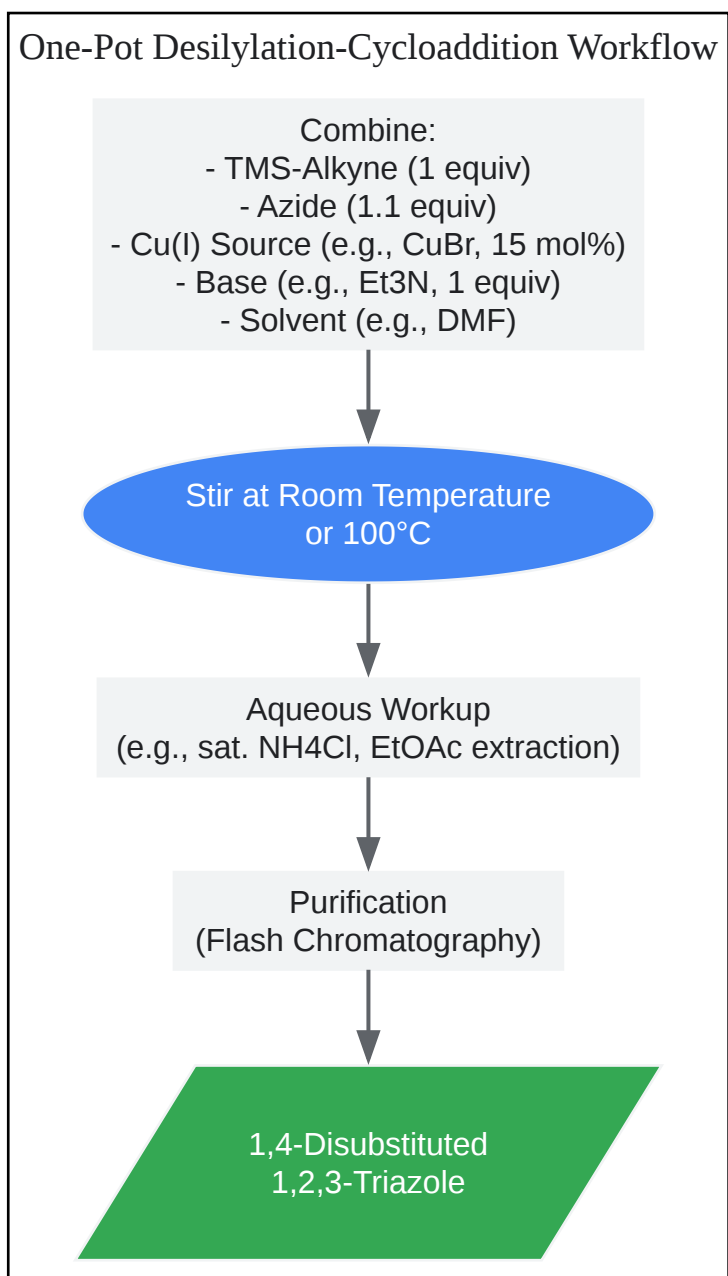 One-Pot Desilylation-Cycloaddition Workflow
Combine:
- TMS-Alkyne (1 equiv)
- Azide (1.1 equiv)
- Cu(I) Source (e.g., CuBr, 15 mol%)
- Base (e.g., Et3N, 1 equiv)
- Solvent (e.g., DMF)
Stir at Room Temperature
or 100°C
Aqueous Workup
(e.g., sat. NH4Cl, EtOAc extraction)
Purification
(Flash Chromatography)
1,4-Disubstituted
1,2,3-Triazole